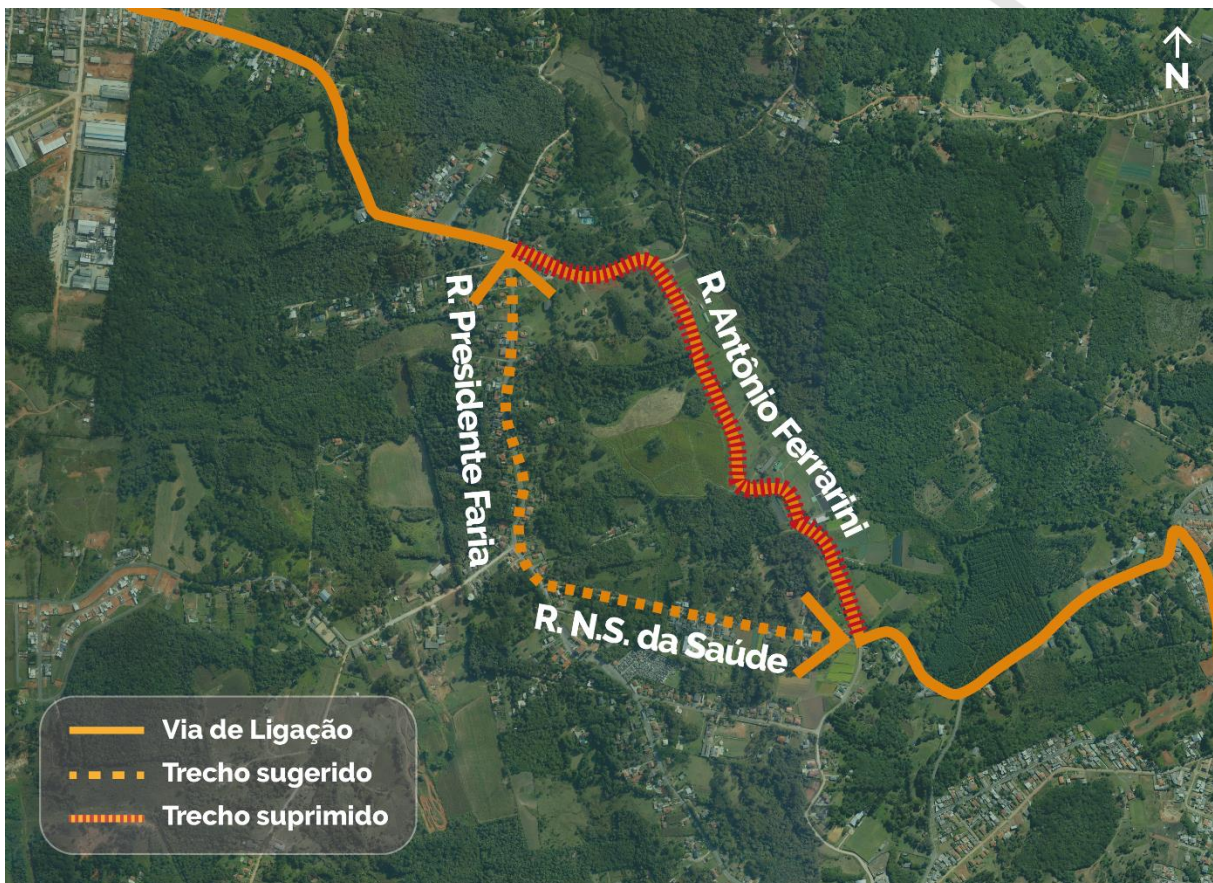 N
R. Presidente Faria
R. Antônio Ferrarini
R. N.S. da Saúde
Via de Ligação
Trecho sugerido
Trecho suprimido